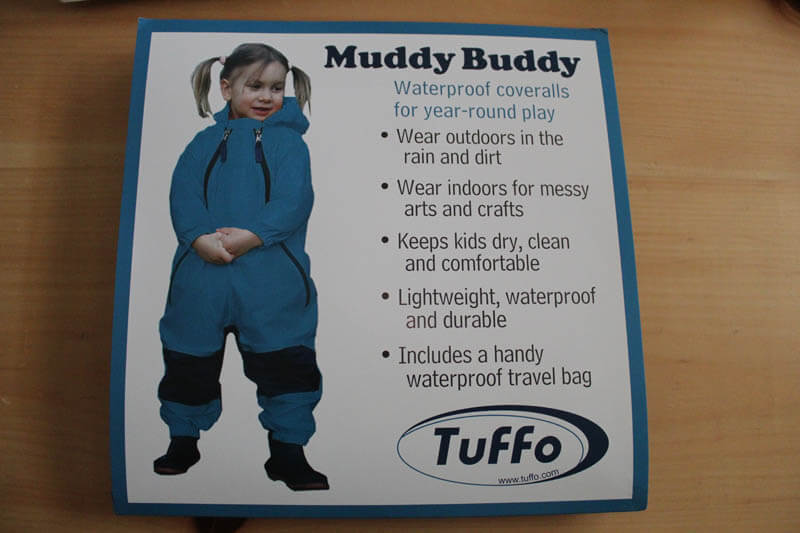 Muddy Buddy
Waterproof coveralls
for year-round play
• Wear outdoors in the
rain and dirt
• Wear indoors for messy
arts and crafts
• Keeps kids dry, clean
and comfortable
• Lightweight, waterproof
and durable
• Includes a handy
waterproof travel bag
Tuffo
www.tuffo.com